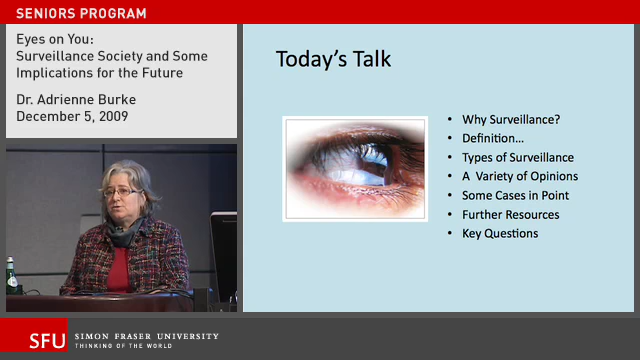 SENIORS PROGRAM
Eyes on You:
Surveillance Society and Some
Implications for the Future
Dr. Adrienne Burke
December 5, 2009
Today's Talk
• Why Surveillance?
• Definition…
• Types of Surveillance
• A Variety of Opinions
• Some Cases in Point
• Further Resources
• Key Questions
SFU
SIMON FRASER UNIVERSITY
THINKING OF THE WORLD